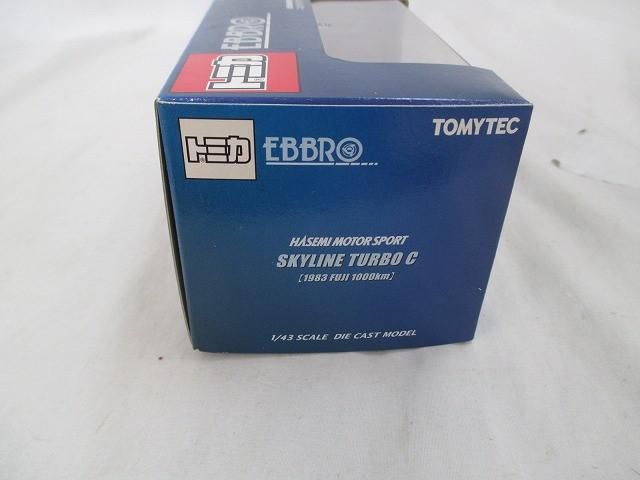 EBBRO
トミカ
トミカ EBBRO
TOMYTEC
HASEMI MOTOR SPORT
SKYLINE TURBO C
[1983 FUJI 1000km]
1/43 SCALE DIE CAST MODEL